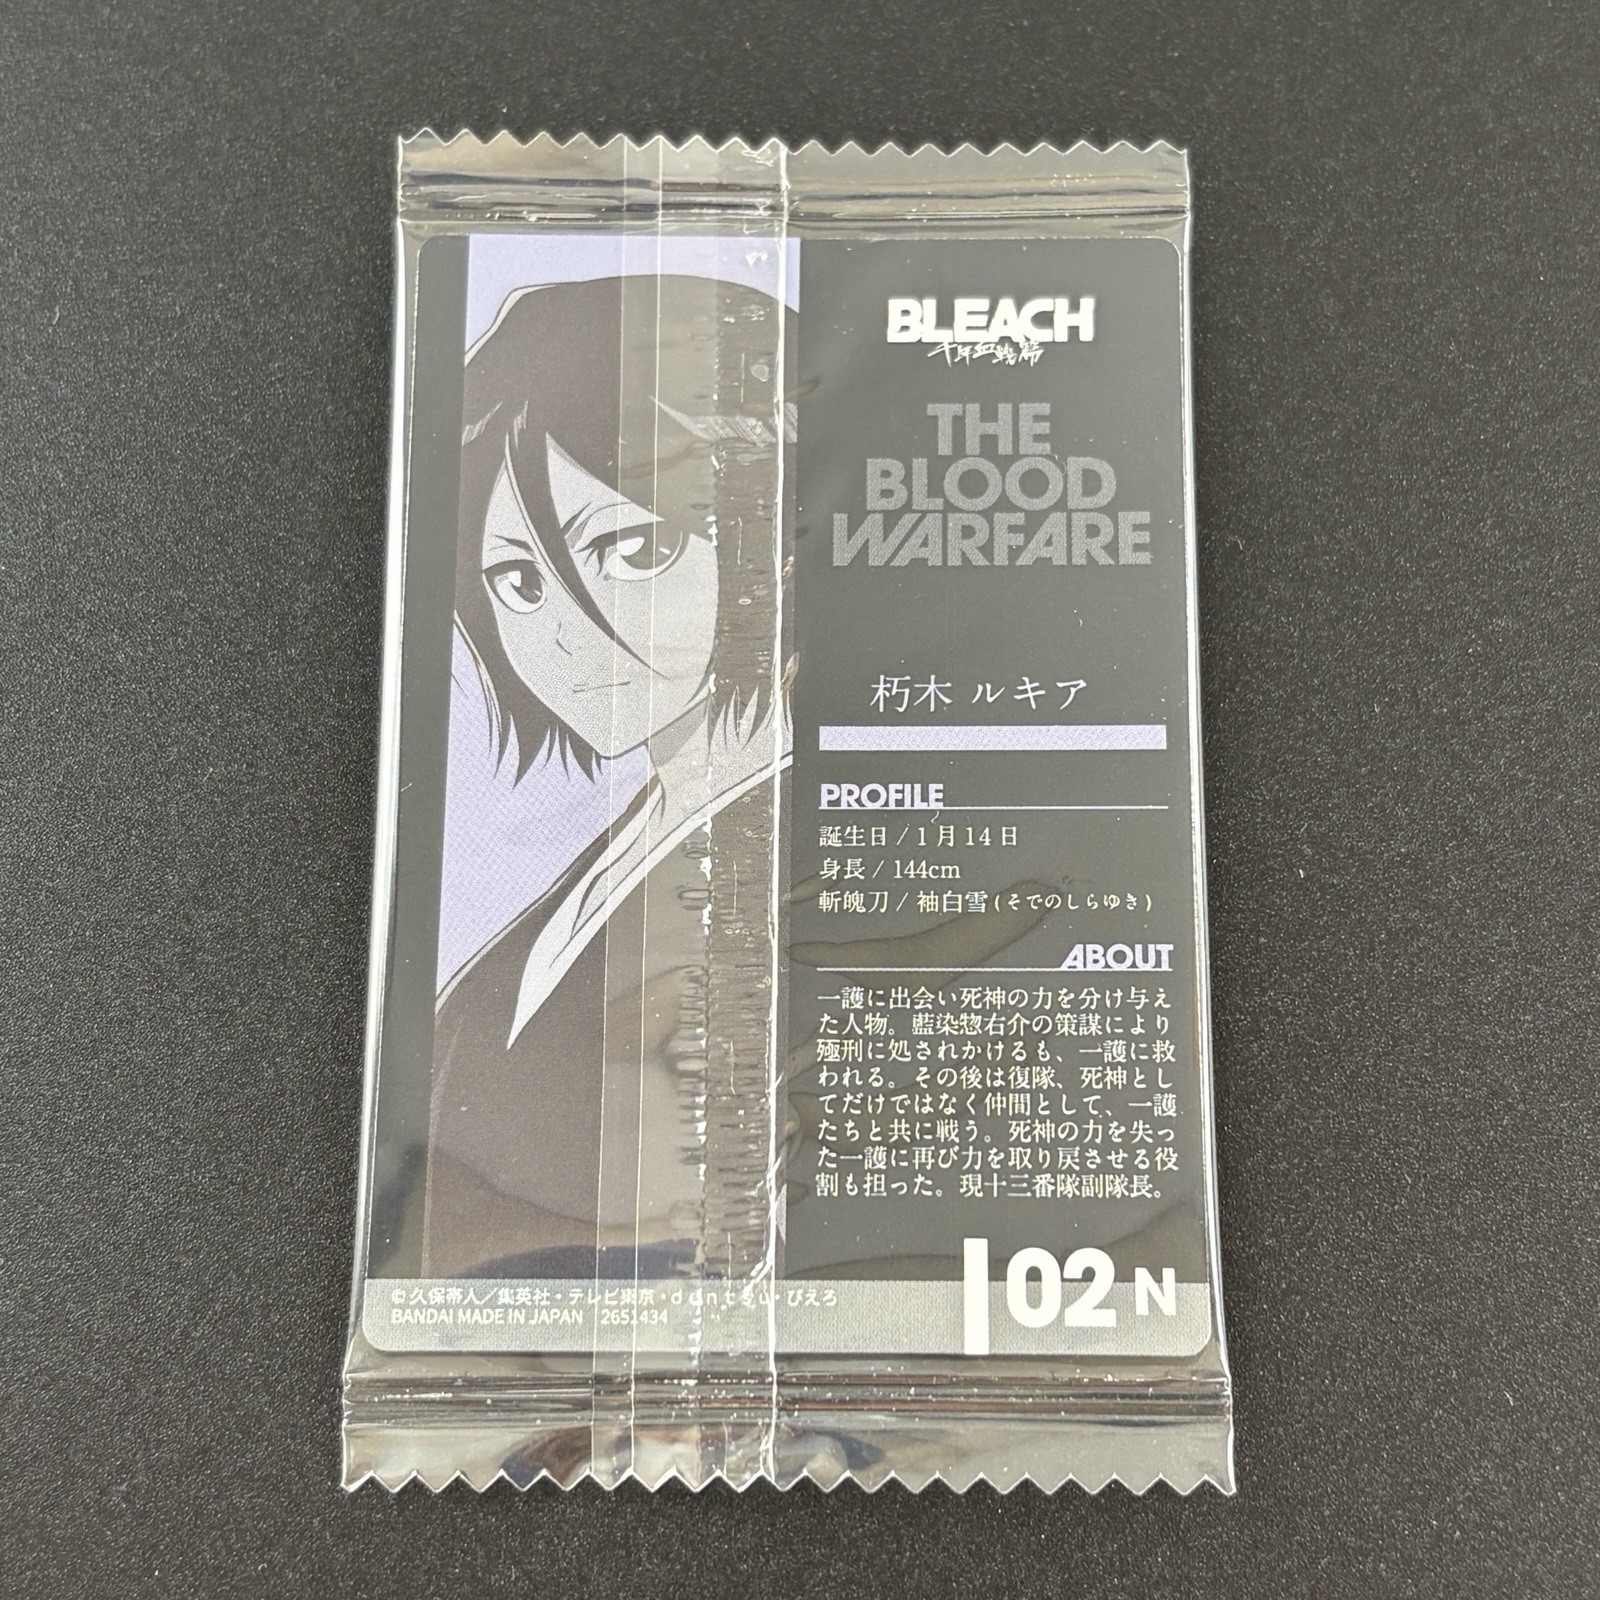 BLEACH
千年血戦篇
THE
BLOOD
WARFARE
朽木 ルキア
PROFILE
誕生日 / 1月14日
身長 / 144cm
斬魄刀 / 袖白雪 (そでのしらゆき)
ABOUT
一護に出会い死神の力を分け与え
た人物。藍染惣右介の策謀により
殛刑に処されかけるも、一護に救
われる。その後は復隊、死神とし
てだけではなく仲間として、一護
たちと共に戦う。死神の力を失っ
た一護に再び力を取り戻させる役
割も担った。現十三番隊副隊長。
©久保帯人／集英社・テレビ東京・dentsu・ぴえろ
BANDAI MADE IN JAPAN 2651434
02 N